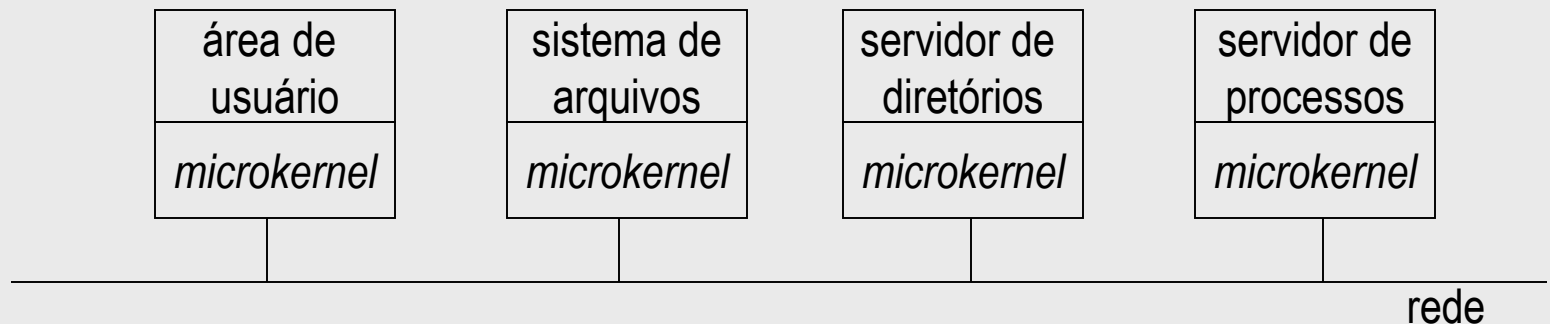 área de
usuário
microkernel
sistema de
arquivos
microkernel
servidor de
diretórios
microkernel
servidor de
processos
microkernel
rede